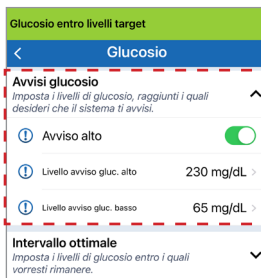 Glucosio entro livelli target
Glucosio
Avvisi glucosio
Imposta i livelli di glucosio, raggiunti i quali
desideri che il sistema ti avvisi.
Avviso alto
Livello avviso gluc. alto 230 mg/dL
Livello avviso gluc. basso 65 mg/dL
Intervallo ottimale
Imposta i livelli di glucosio entro i quali
vorresti rimanere.